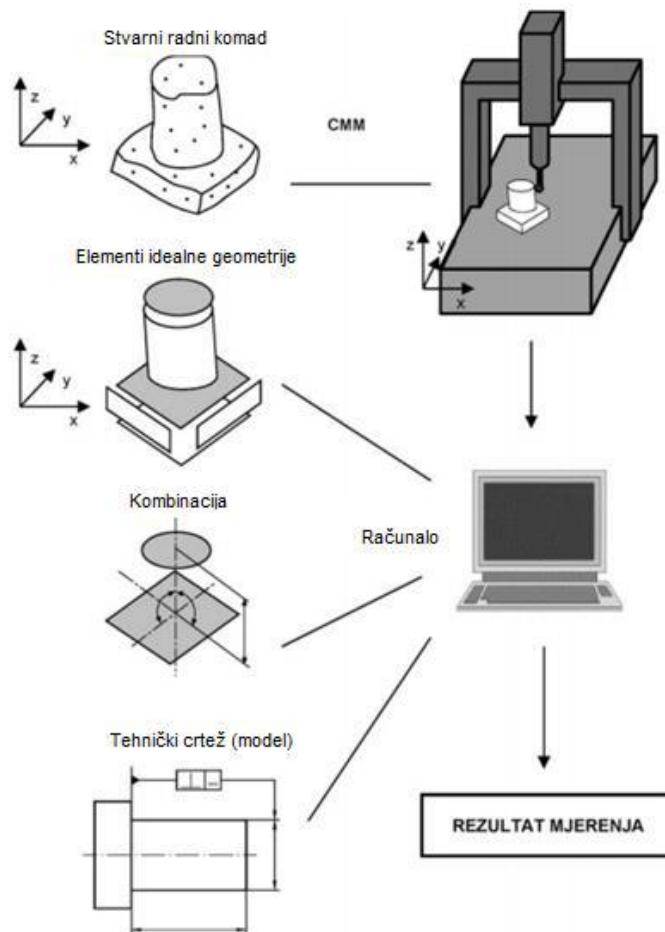 Stvarni radni komad
z
y
x
CMM
z
y
x
Elementi idealne geometrije
z
y
x
Kombinacija
Računalo
Tehnički crtež (model)
REZULTAT MJERENJA